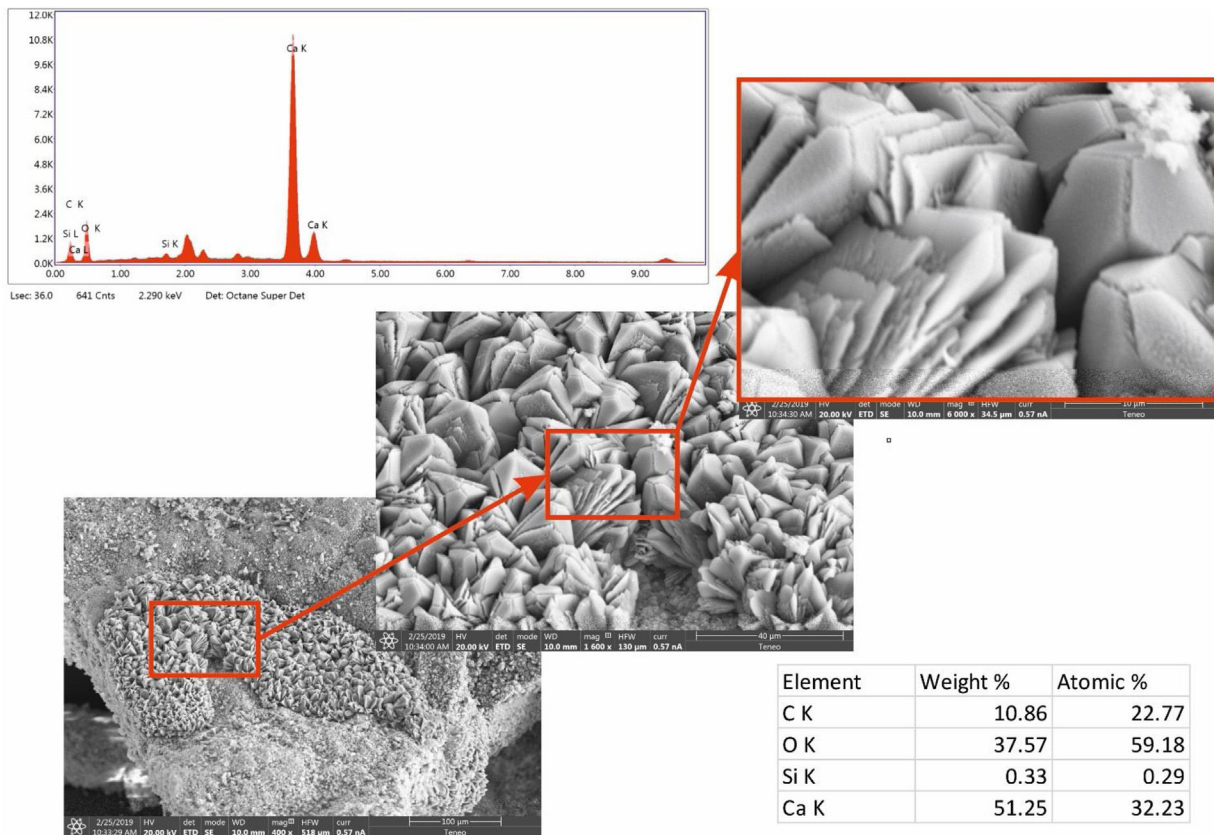 12.0K
10.8K
9.6K
8.4K
7.2K
6.0K
4.8K
3.6K
2.4K
1.2K
0.0K
Ca K
C K
Si L O K
Ca L
Si K
Ca K
0.00 1.00 2.00 3.00 4.00 5.00 6.00 7.00 8.00 9.00
Lsec: 36.0 641 Cnts 2.290 keV Det: Octane Super Det
2/25/2019 HV det mode WD mag HFW curr 10 µm
10:34:30 AM 20.00 kV ETD SE 10.0 mm 6 000 x 34.5 µm 0.57 nA Teneo
2/25/2019 HV det mode WD mag HFW curr 40 µm
10:34:00 AM 20.00 kV ETD SE 10.0 mm 1 600 x 130 µm 0.57 nA Teneo
2/25/2019 HV det mode WD mag HFW curr 100 µm
10:33:29 AM 20.00 kV ETD SE 10.0 mm 400 x 518 µm 0.57 nA Teneo
Element Weight % Atomic %
C K 10.86 22.77
O K 37.57 59.18
Si K 0.33 0.29
Ca K 51.25 32.23